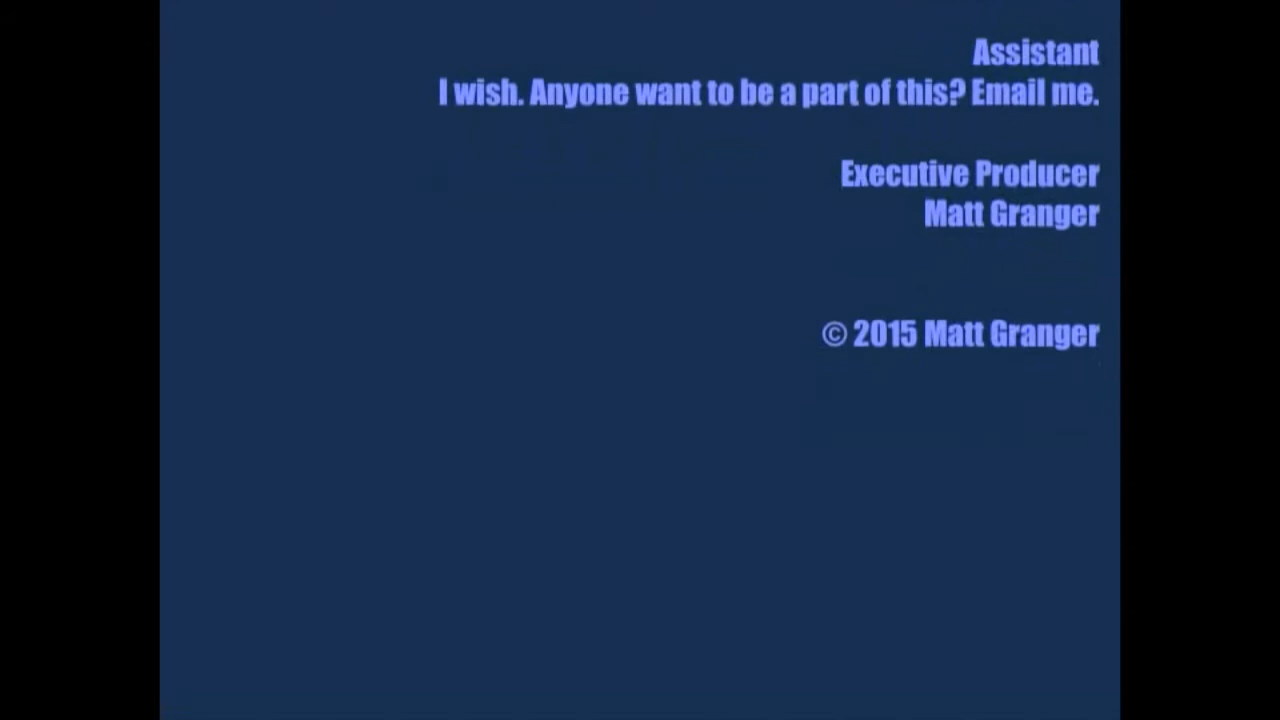 Assistant
I wish. Anyone want to be a part of this? Email me.
Executive Producer
Matt Granger
© 2015 Matt Granger